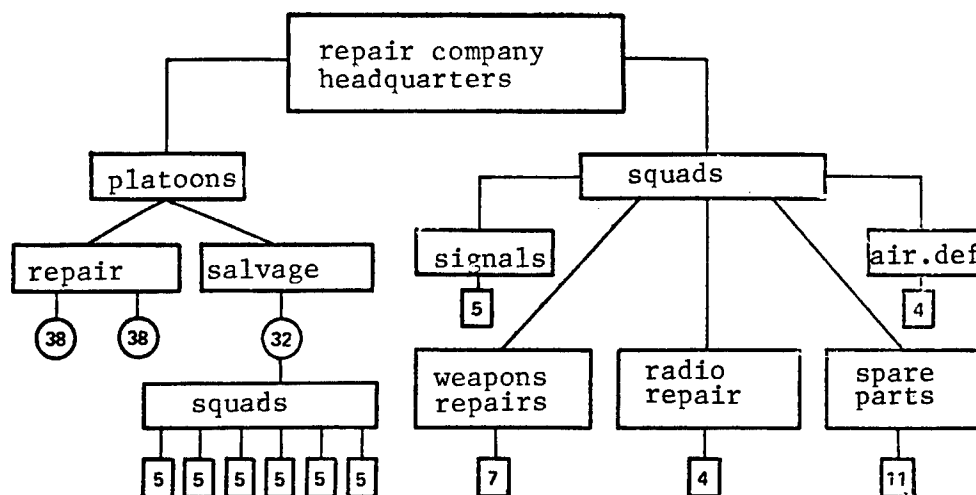 repair company
headquarters
platoons
squads
repair
salvage
signals
air.def
38
38
32
5
4
squads
weapons
repairs
radio
repair
spare
parts
5
5
5
5
5
5
7
4
11